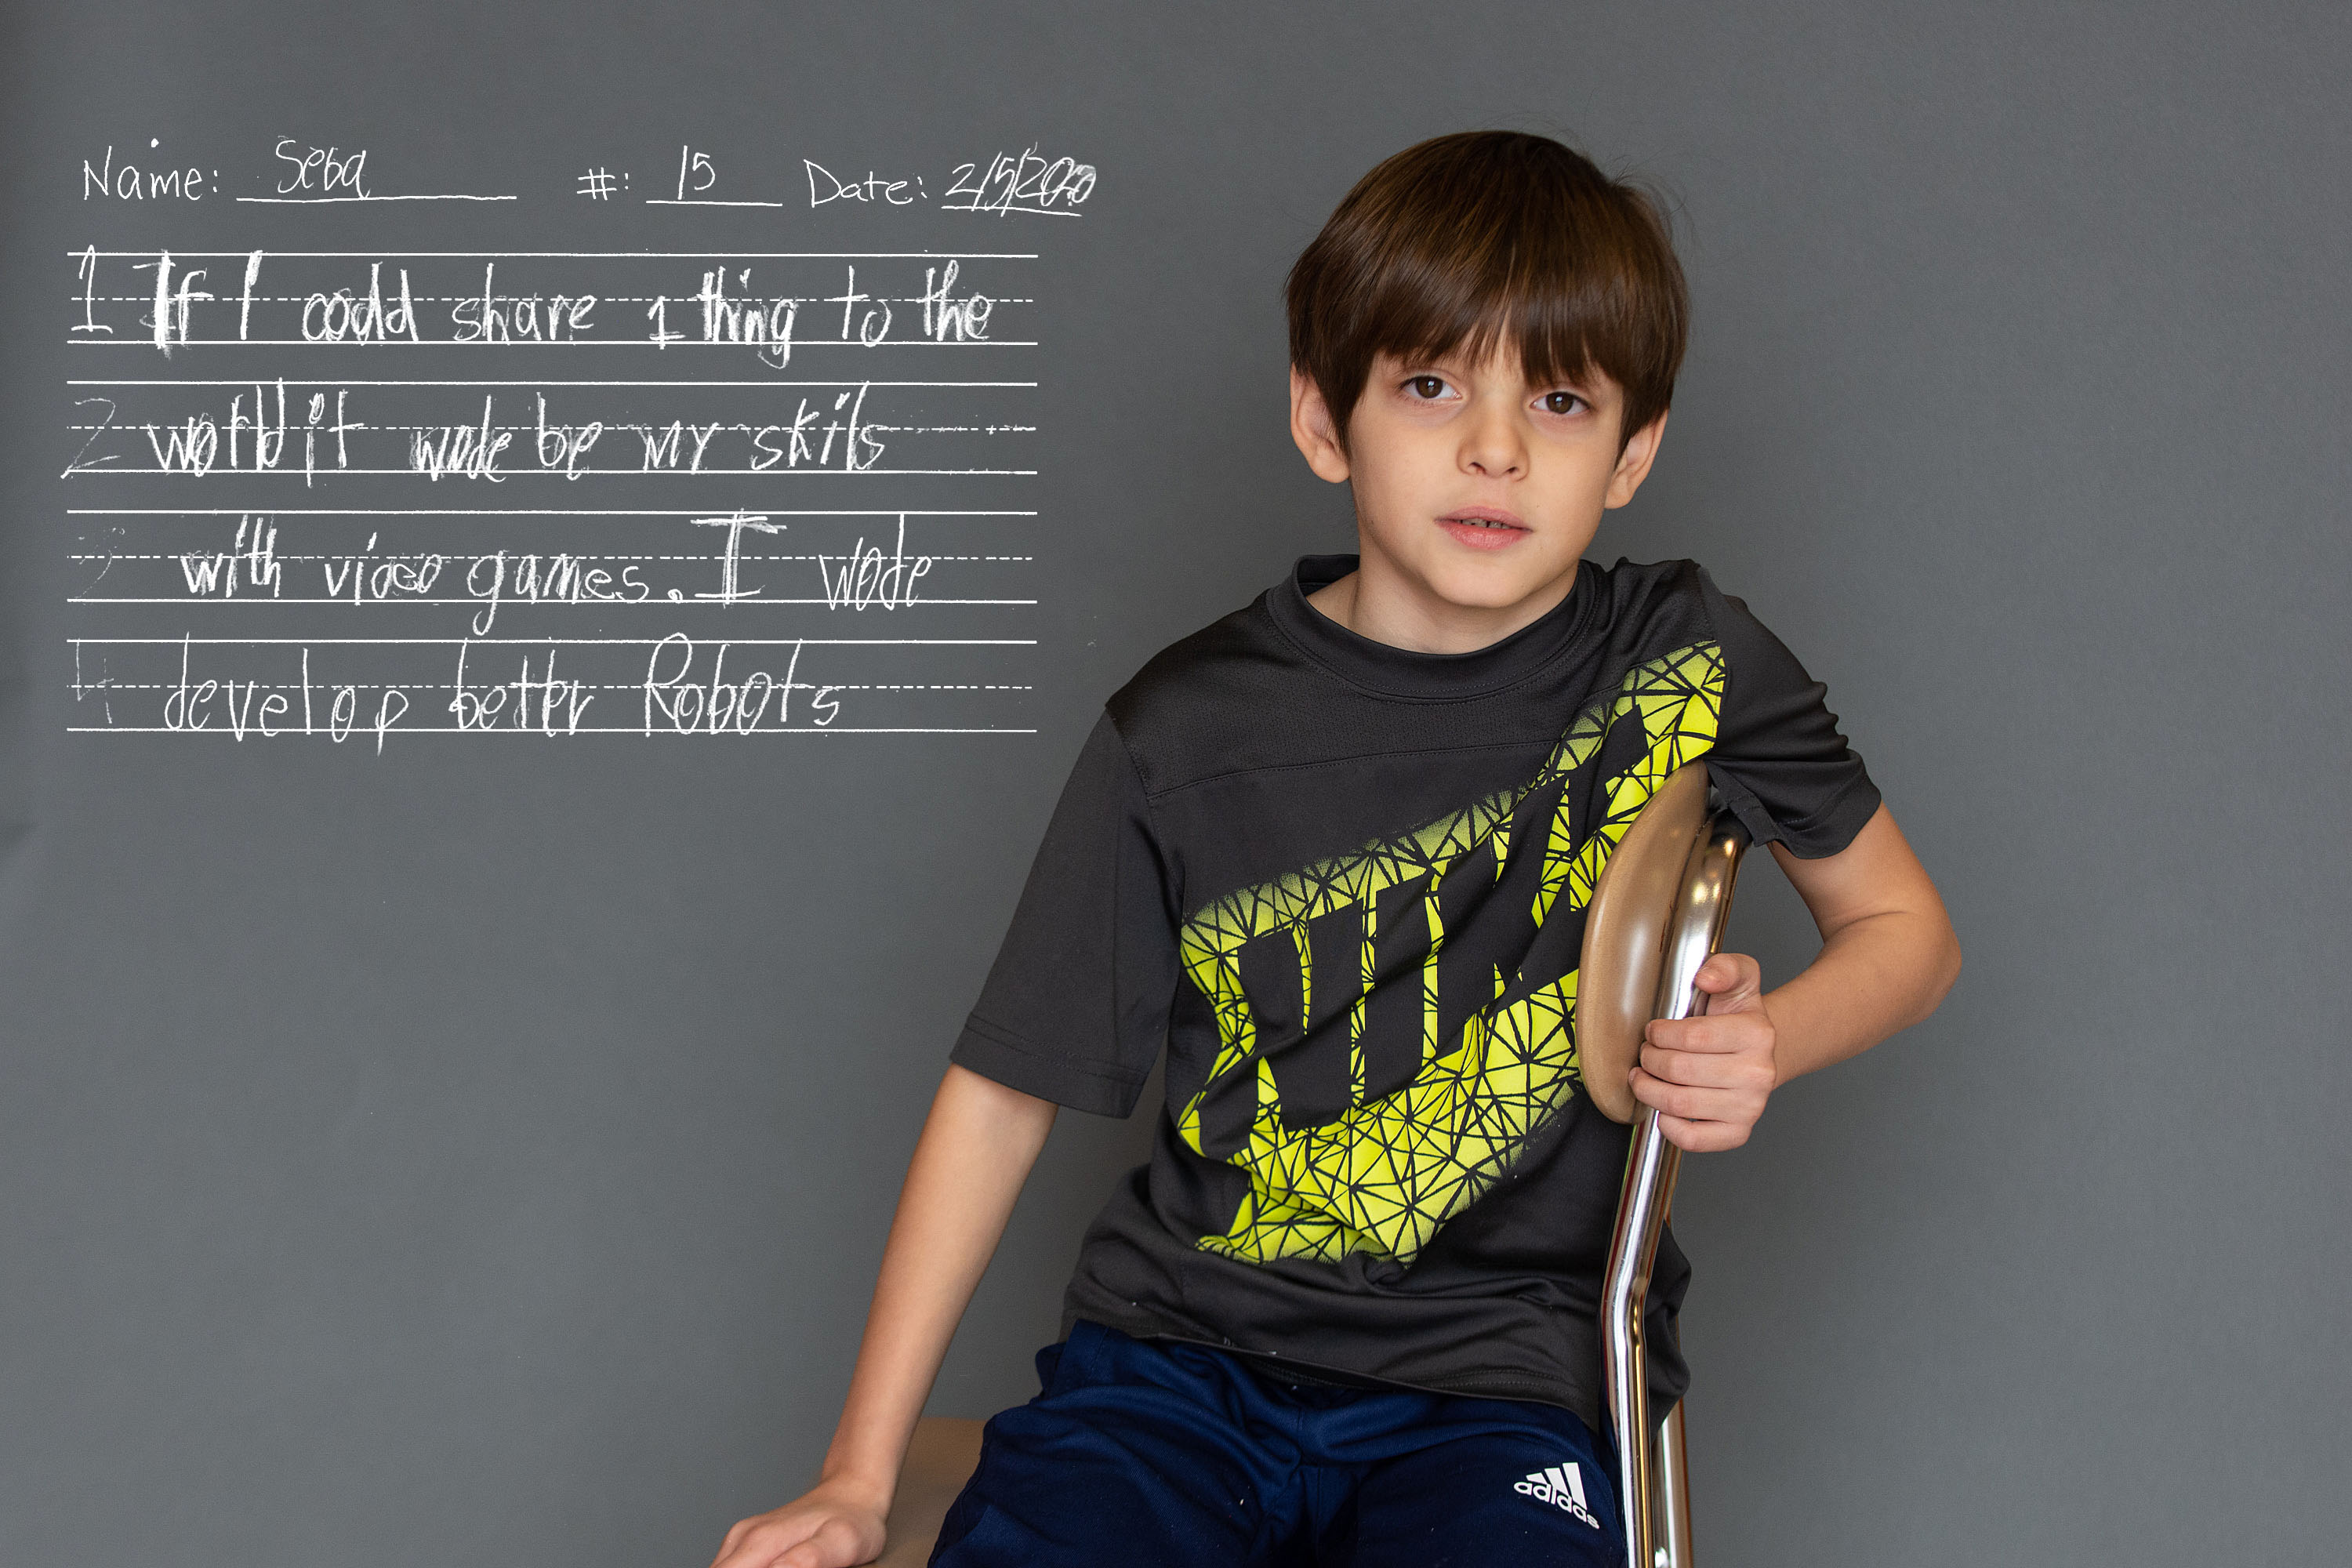 Name: Seba #: 15 Date: 2/5/2020
1 If I could share 1 thing to the
2 world it wode be my skils
3 with video games. I wode
4 develop better Robots
adidas